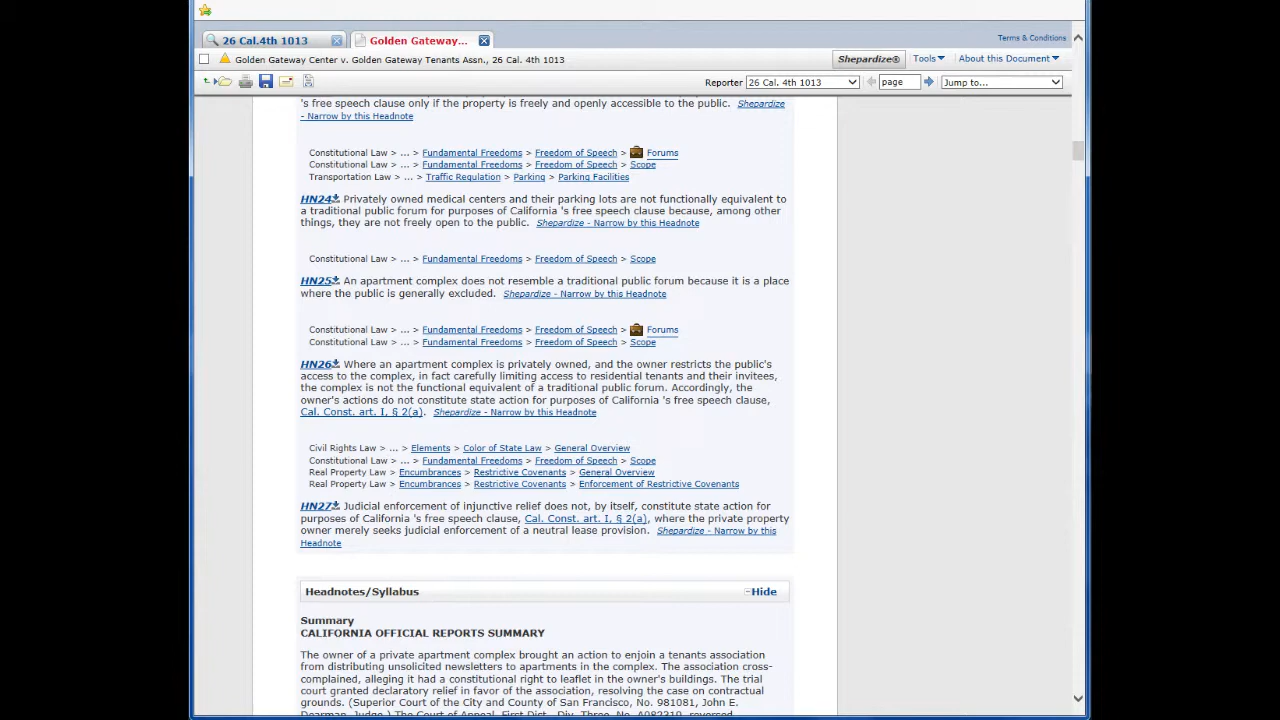 26 Cal.4th 1013
Golden Gateway...
Terms & Conditions
Golden Gateway Center v. Golden Gateway Tenants Assn., 26 Cal. 4th 1013
Shepardize®
Tools
About this Document
Reporter 26 Cal. 4th 1013
page
Jump to...
's free speech clause only if the property is freely and openly accessible to the public. Shepardize
- Narrow by this Headnote
Constitutional Law > ... > Fundamental Freedoms > Freedom of Speech > Forums
Constitutional Law > ... > Fundamental Freedoms > Freedom of Speech > Scope
Transportation Law > ... > Traffic Regulation > Parking > Parking Facilities
HN24 Privately owned medical centers and their parking lots are not functionally equivalent to
a traditional public forum for purposes of California 's free speech clause because, among other
things, they are not freely open to the public. Shepardize - Narrow by this Headnote
Constitutional Law > ... > Fundamental Freedoms > Freedom of Speech > Scope
HN25 An apartment complex does not resemble a traditional public forum because it is a place
where the public is generally excluded. Shepardize - Narrow by this Headnote
Constitutional Law > ... > Fundamental Freedoms > Freedom of Speech > Forums
Constitutional Law > ... > Fundamental Freedoms > Freedom of Speech > Scope
HN26 Where an apartment complex is privately owned, and the owner restricts the public's
access to the complex, in fact carefully limiting access to residential tenants and their invitees,
the complex is not the functional equivalent of a traditional public forum. Accordingly, the
owner's actions do not constitute state action for purposes of California 's free speech clause,
Cal. Const. art. I, § 2(a). Shepardize - Narrow by this Headnote
Civil Rights Law > ... > Elements > Color of State Law > General Overview
Constitutional Law > ... > Fundamental Freedoms > Freedom of Speech > Scope
Real Property Law > Encumbrances > Restrictive Covenants > General Overview
Real Property Law > Encumbrances > Restrictive Covenants > Enforcement of Restrictive Covenants
HN27 Judicial enforcement of injunctive relief does not, by itself, constitute state action for
purposes of California 's free speech clause, Cal. Const. art. I, § 2(a), where the private property
owner merely seeks judicial enforcement of a neutral lease provision. Shepardize - Narrow by this
Headnote
Headnotes/Syllabus
Hide
Summary
CALIFORNIA OFFICIAL REPORTS SUMMARY
The owner of a private apartment complex brought an action to enjoin a tenants association
from distributing unsolicited newsletters to apartments in the complex. The association cross-
complained, alleging it had a constitutional right to leaflet in the owner's buildings. The trial
court granted declaratory relief in favor of the association, resolving the case on contractual
grounds. (Superior Court of the City and County of San Francisco, No. 981081, John E.
Dearman, Judge.) The Court of Appeal, First Dist., Div. Three, No. A082319, reversed